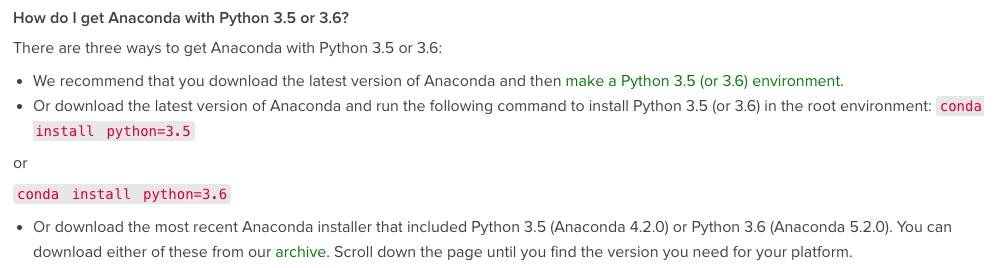 How do I get Anaconda with Python 3.5 or 3.6?
There are three ways to get Anaconda with Python 3.5 or 3.6:
• We recommend that you download the latest version of Anaconda and then make a Python 3.5 (or 3.6) environment.
• Or download the latest version of Anaconda and run the following command to install Python 3.5 (or 3.6) in the root environment: conda
install python=3.5
or
conda install python=3.6
• Or download the most recent Anaconda installer that included Python 3.5 (Anaconda 4.2.0) or Python 3.6 (Anaconda 5.2.0). You can
download either of these from our archive. Scroll down the page until you find the version you need for your platform.